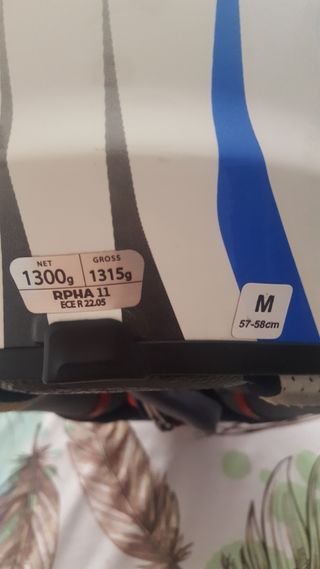 NET GROSS
1300g 1315g
RPHA 11
ECE R 22.05
M
57-58cm